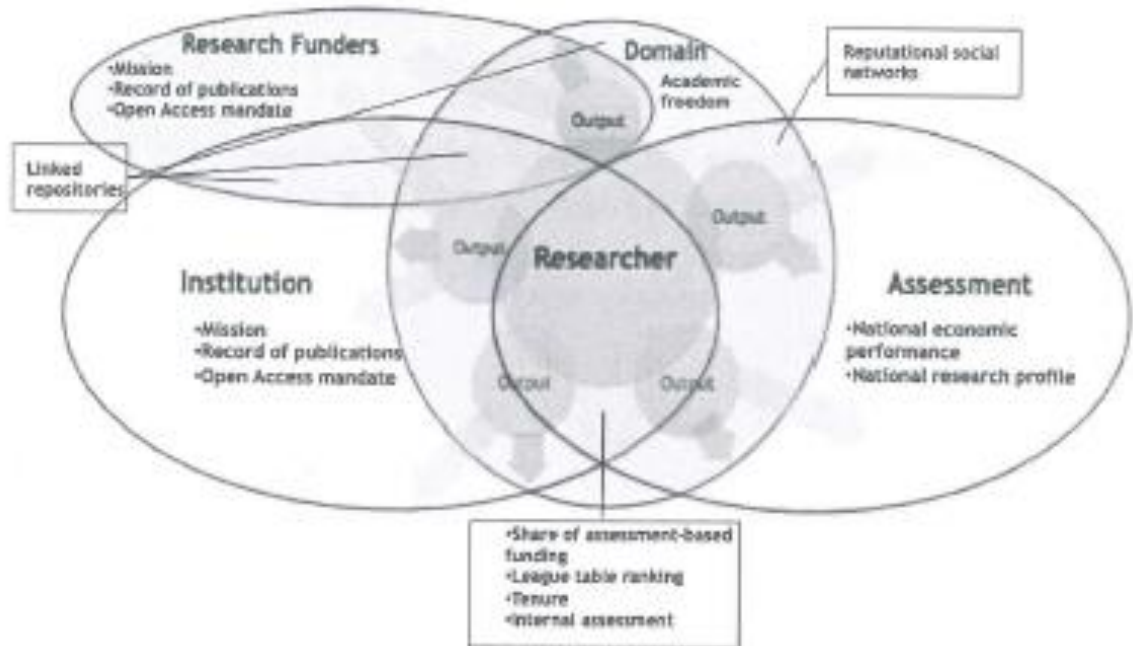 Research Funders
•Mission
•Record of publications
•Open Access mandate
Domain
Academic
freedom
Reputational social
networks
Output
Linked
repositories
Output
Output
Researcher
Institution
•Mission
•Record of publications
•Open Access mandate
Assessment
•National economic
performance
•National research profile
Output
Output
•Share of assessment-based
funding
•League table ranking
•Tenure
•Internal assessment